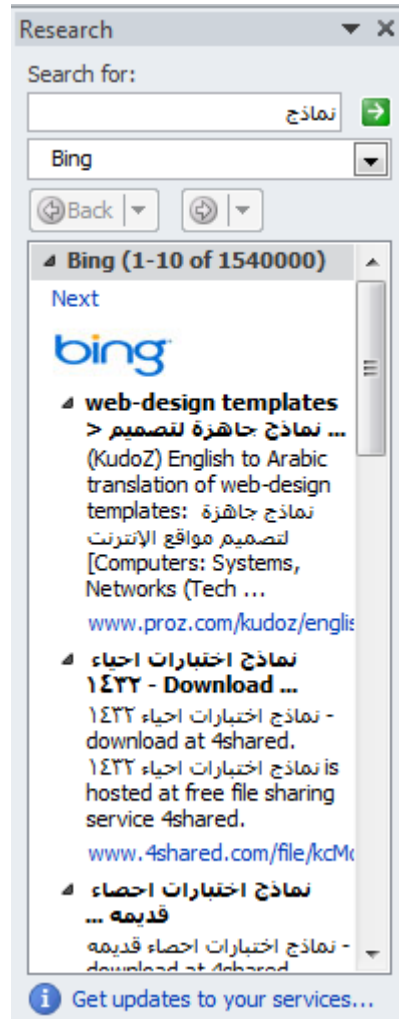 Research
Search for:
نماذج
Bing
Back
Bing (1-10 of 1540000)
Next
bing
web-design templates
< نماذج جاهزة لتصميم ...
(KudoZ) English to Arabic
translation of web-design
templates: نماذج جاهزة
لتصميم مواقع الإنترنت
[Computers: Systems,
Networks (Tech ...
www.proz.com/kudoz/englis
نماذج اختبارات احياء
١٤٣٢ - Download ...
نماذج اختبارات احياء ١٤٣٢ -
download at 4shared.
نماذج اختبارات احياء ١٤٣٢ is
hosted at free file sharing
service 4shared.
www.4shared.com/file/kcMo
نماذج اختبارات احصاء
قديمه ...
نماذج اختبارات احصاء قديمه -
download at 4shared
Get updates to your services...